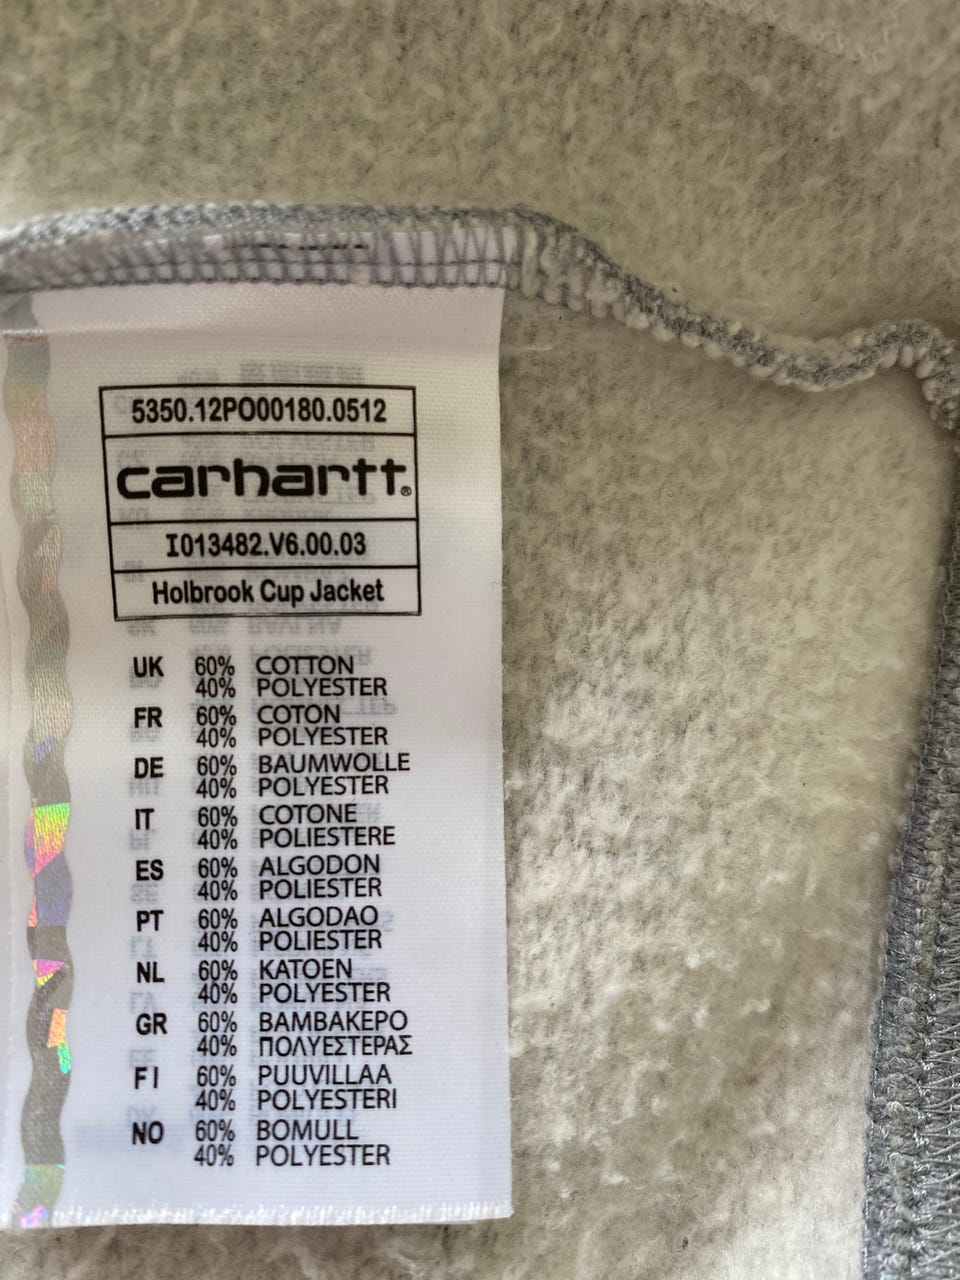 5350.12PO00180.0512
carhartt®
I013482.V6.00.03
Holbrook Cup Jacket
UK 60% COTTON
40% POLYESTER
FR 60% COTON
40% POLYESTER
DE 60% BAUMWOLLE
40% POLYESTER
IT 60% COTONE
40% POLIESTERE
ES 60% ALGODON
40% POLIESTER
PT 60% ALGODAO
40% POLIESTER
NL 60% KATOEN
40% POLYESTER
GR 60% ΒΑΜΒΑΚΕΡΟ
40% ΠΟΛΥΕΣΤΕΡΑΣ
FI 60% PUUVILLAA
40% POLYESTERI
NO 60% BOMULL
40% POLYESTER